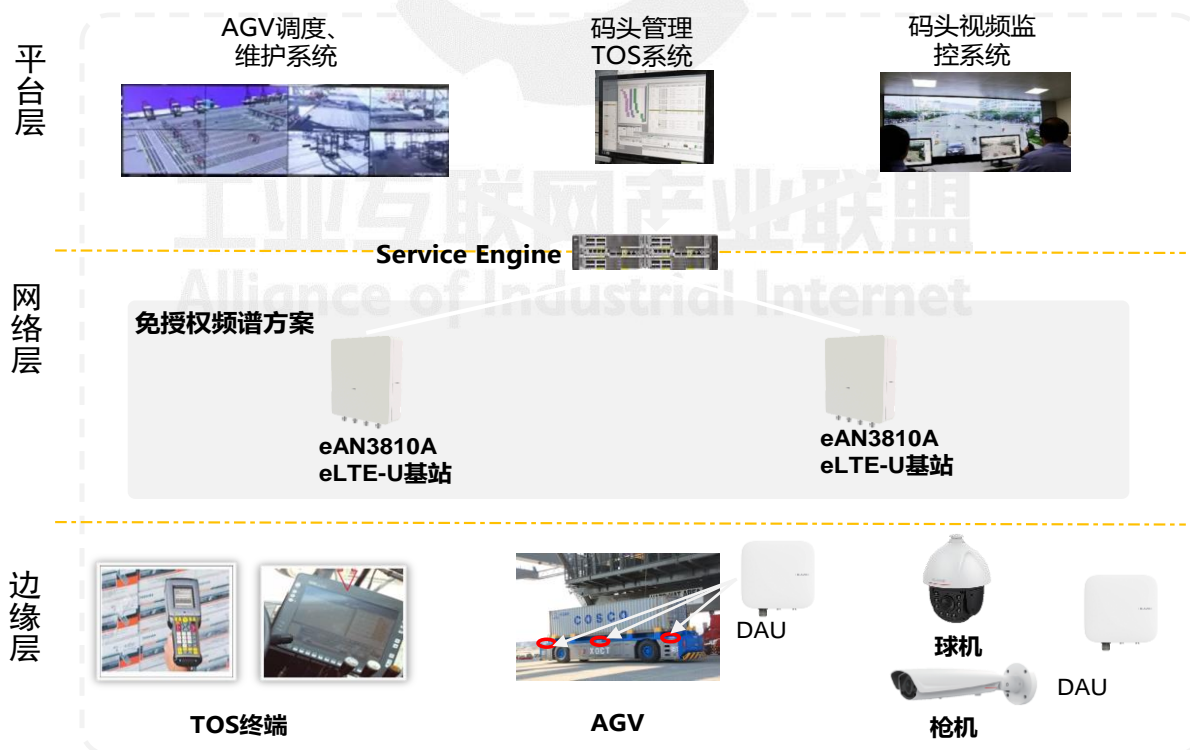 平台层
AGV调度、
维护系统
码头管理
TOS系统
码头视频监
控系统
工业互联网产业联盟
Alliance of Industrial Internet
Service Engine
网络层
免授权频谱方案
eAN3810A
eLTE-U基站
eAN3810A
eLTE-U基站
边缘层
COSCO
XOCT
DAU
球机
DAU
TOS终端
AGV
枪机